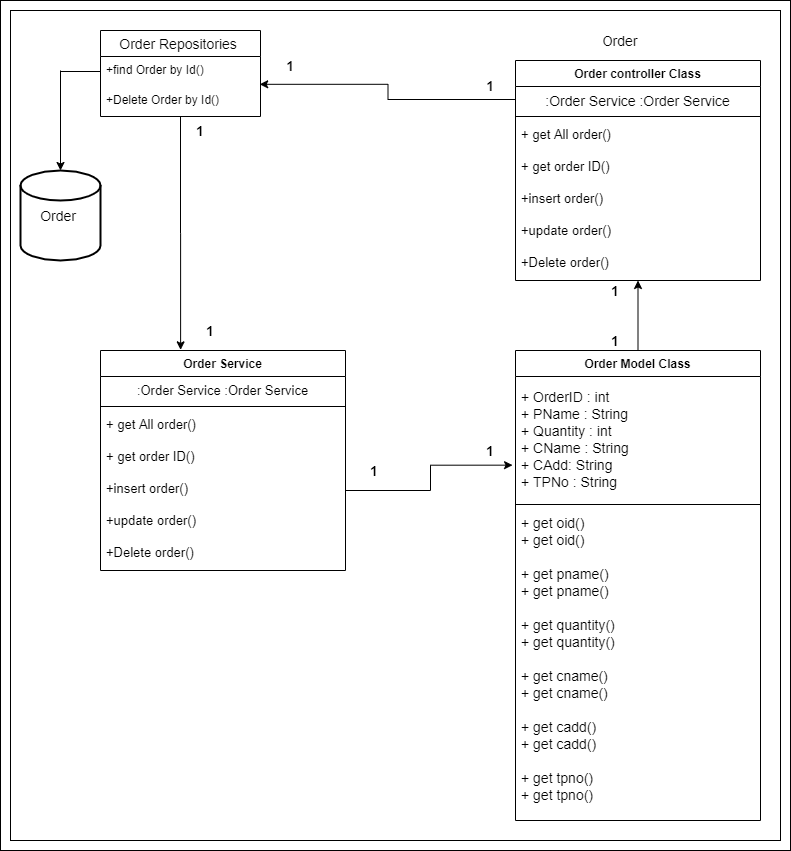 Order Repositories
+find Order by Id()
+Delete Order by Id()
1
1
Order
1
Order controller Class
:Order Service :Order Service
+ get All order()
+ get order ID()
+insert order()
+update order()
+Delete order()
Order
1
1
1
Order Service
:Order Service :Order Service
+ get All order()
+ get order ID()
+insert order()
+update order()
+Delete order()
1
1
Order Model Class
+ OrderID : int
+ PName : String
+ Quantity : int
+ CName : String
+ CAdd: String
+ TPNo : String
+ get oid()
+ get oid()
+ get pname()
+ get pname()
+ get quantity()
+ get quantity()
+ get cname()
+ get cname()
+ get cadd()
+ get cadd()
+ get tpno()
+ get tpno()